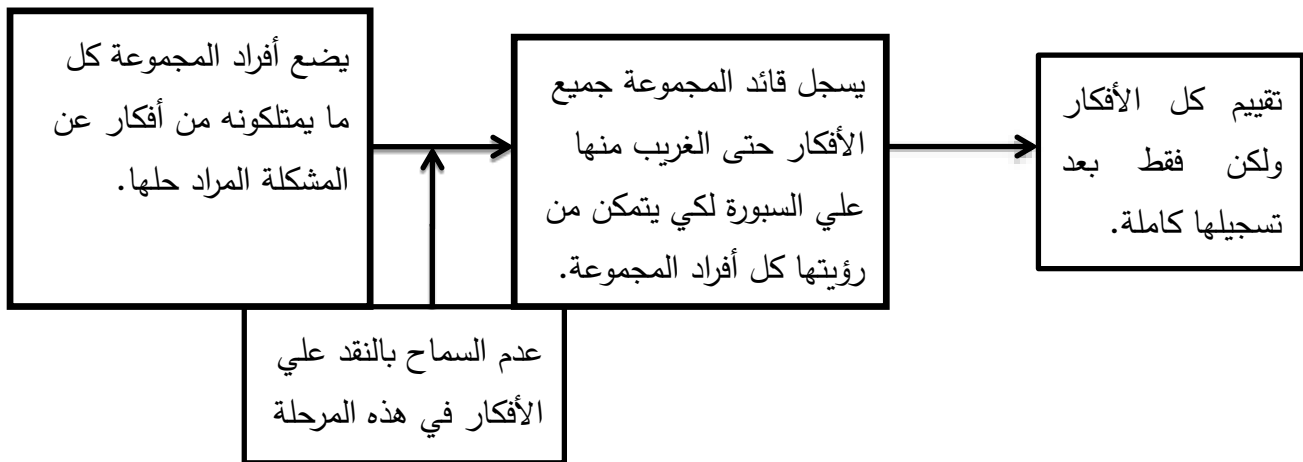 يضع أفراد المجموعة كل
ما يمتلكونه من أفكار عن
المشكلة المراد حلها.
يسجل قائد المجموعة جميع
الأفكار حتى الغريب منها
علي السبورة لكي يتمكن من
رؤيتها كل أفراد المجموعة.
تقييم كل الأفكار
ولكن فقط بعد
تسجيلها كاملة.
عدم السماح بالنقد علي
الأفكار في هذه المرحلة